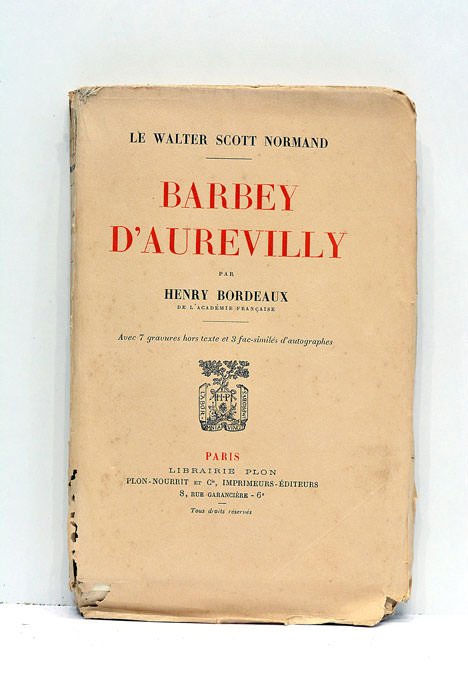 LE WALTER SCOTT NORMAND
BARBEY
D'AUREVILLY
PAR
HENRY BORDEAUX
DE L'ACADÉMIE FRANÇAISE
Avec 7 gravures hors texte et 3 fac-similés d'autographes
PARIS
LIBRAIRIE PLON
PLON-NOURRIT ET Cie, IMPRIMEURS-ÉDITEURS
8, RUE GARANCIÈRE - 6e
Tous droits réservés